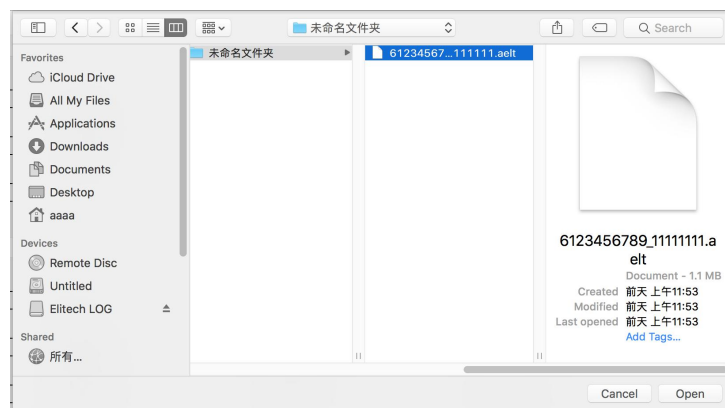 未命名文件夹
Search
Favorites
iCloud Drive
All My Files
Applications
Downloads
Documents
Desktop
aaaa
Devices
Remote Disc
Untitled
Elitech LOG
Shared
所有...
未命名文件夹
61234567...111111.aelt
6123456789_11111111.a
elt
Document - 1.1 MB
Created 前天 上午11:53
Modified 前天 上午11:53
Last opened 前天 上午11:53
Add Tags...
Cancel
Open